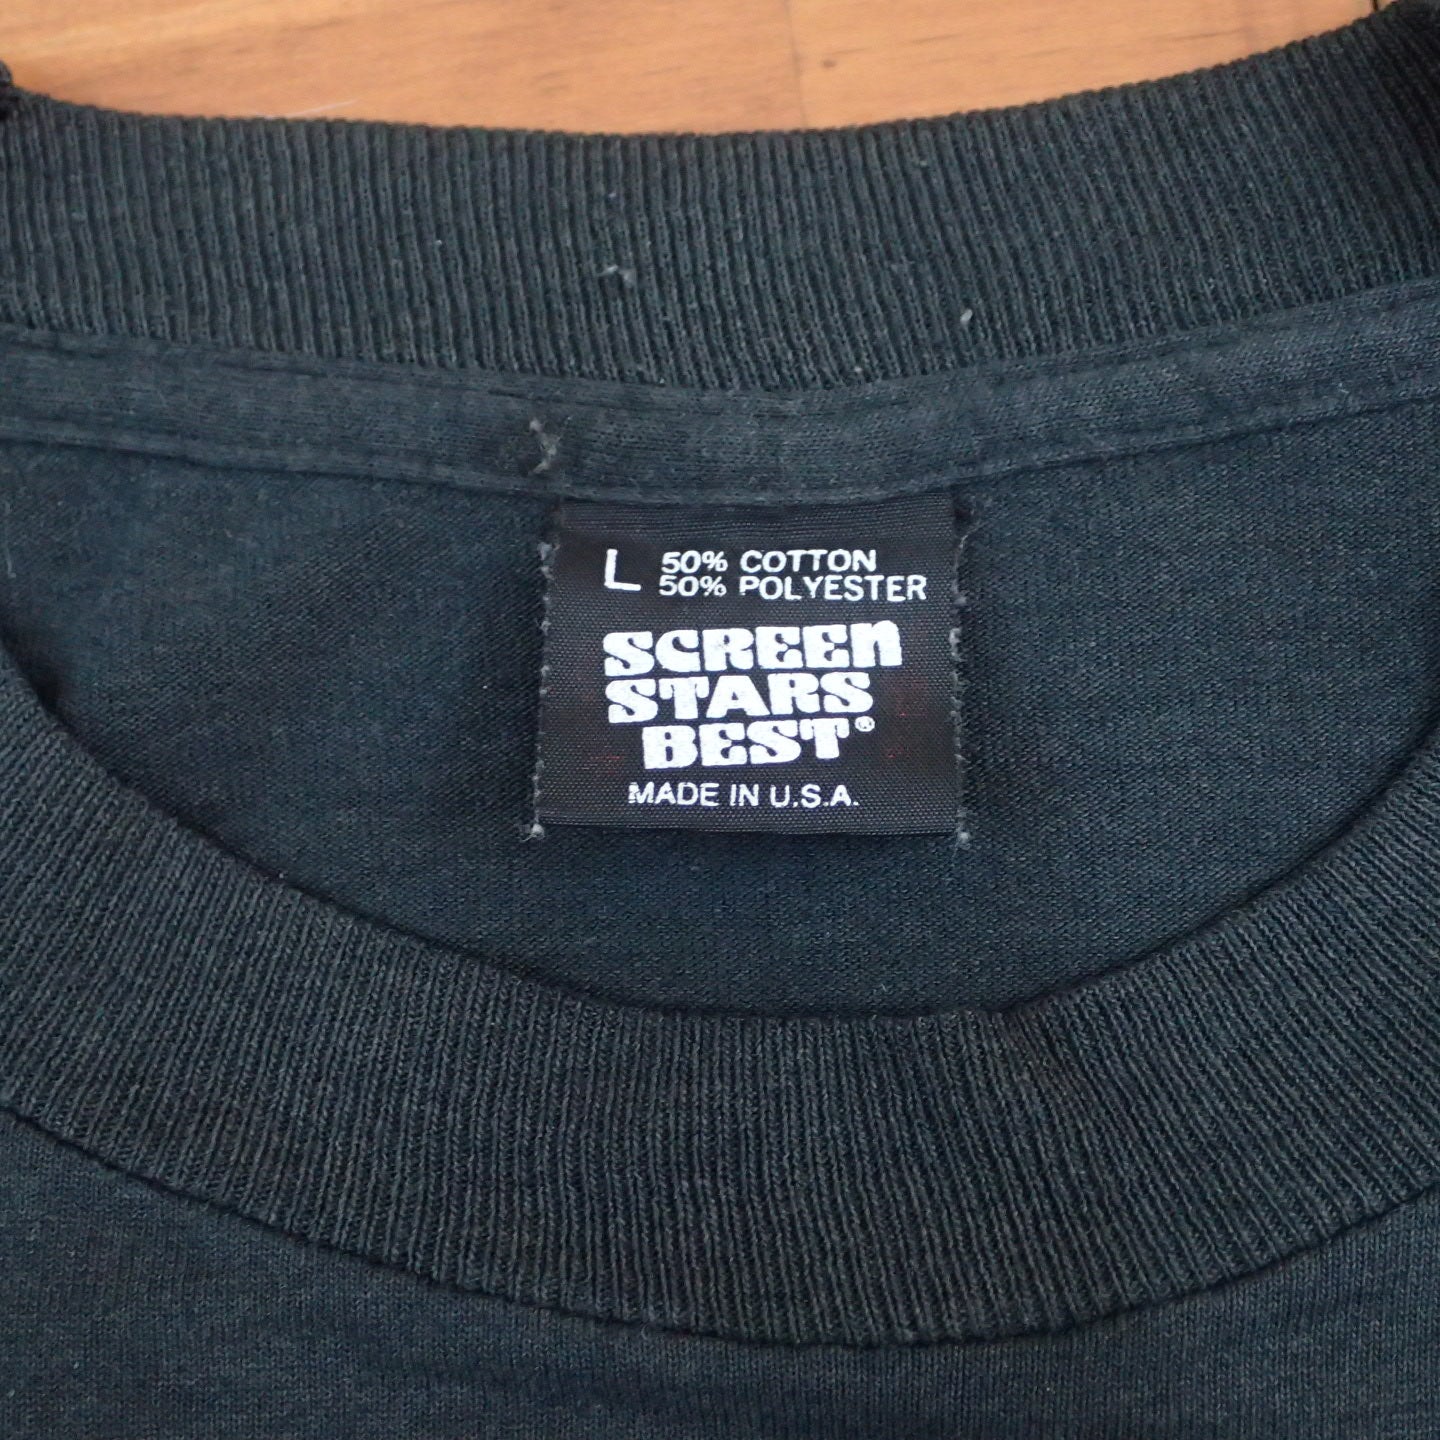 L 50% COTTON
50% POLYESTER
SCREEn
STARS
BEST®
MADE IN U.S.A.